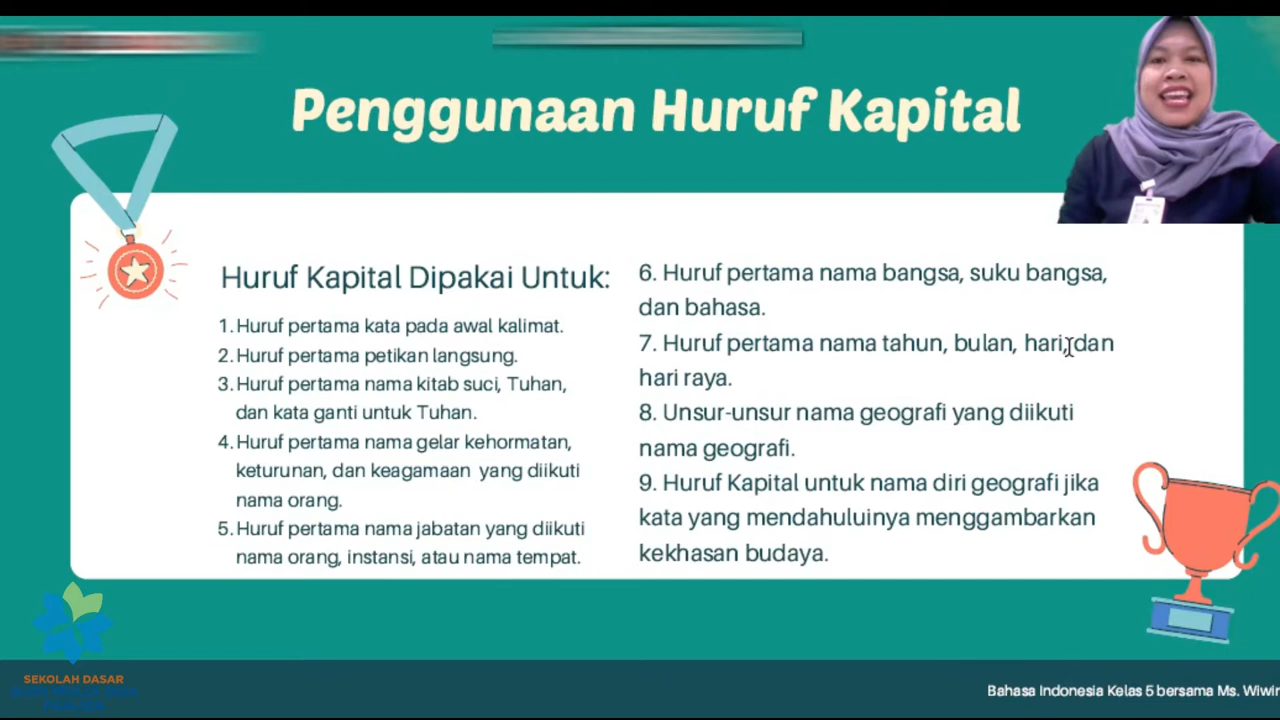 Penggunaan Huruf Kapital
Huruf Kapital Dipakai Untuk:
1. Huruf pertama kata pada awal kalimat.
2. Huruf pertama petikan langsung.
3. Huruf pertama nama kitab suci, Tuhan,
dan kata ganti untuk Tuhan.
4. Huruf pertama nama gelar kehormatan,
keturunan, dan keagamaan yang diikuti
nama orang.
5. Huruf pertama nama jabatan yang diikuti
nama orang, instansi, atau nama tempat.
6. Huruf pertama nama bangsa, suku bangsa,
dan bahasa.
7. Huruf pertama nama tahun, bulan, hari, dan
hari raya.
8. Unsur-unsur nama geografi yang diikuti
nama geografi.
9. Huruf Kapital untuk nama diri geografi jika
kata yang mendahuluinya menggambarkan
kekhasan budaya.
SEKOLAH DASAR
Bahasa Indonesia Kelas 5 bersama Ms. Wiwin